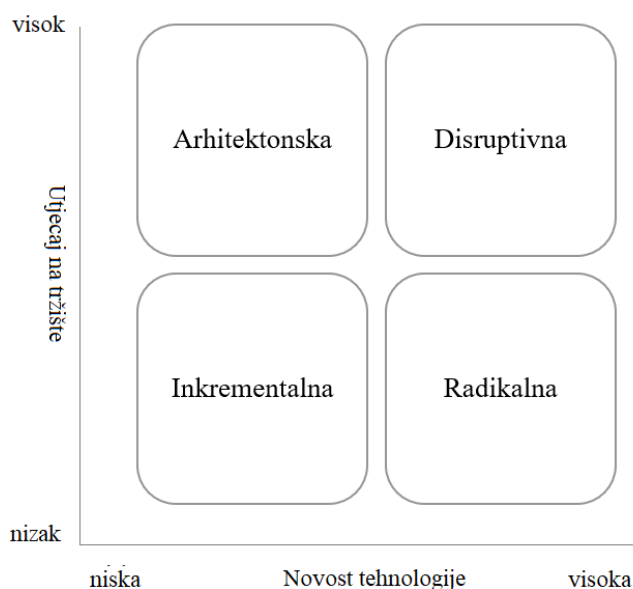 visok
Arhitektonska
Disruptivna
Utjecaj na tržište
Inkrementalna
Radikalna
nizak
niska
Novost tehnologije
visoka